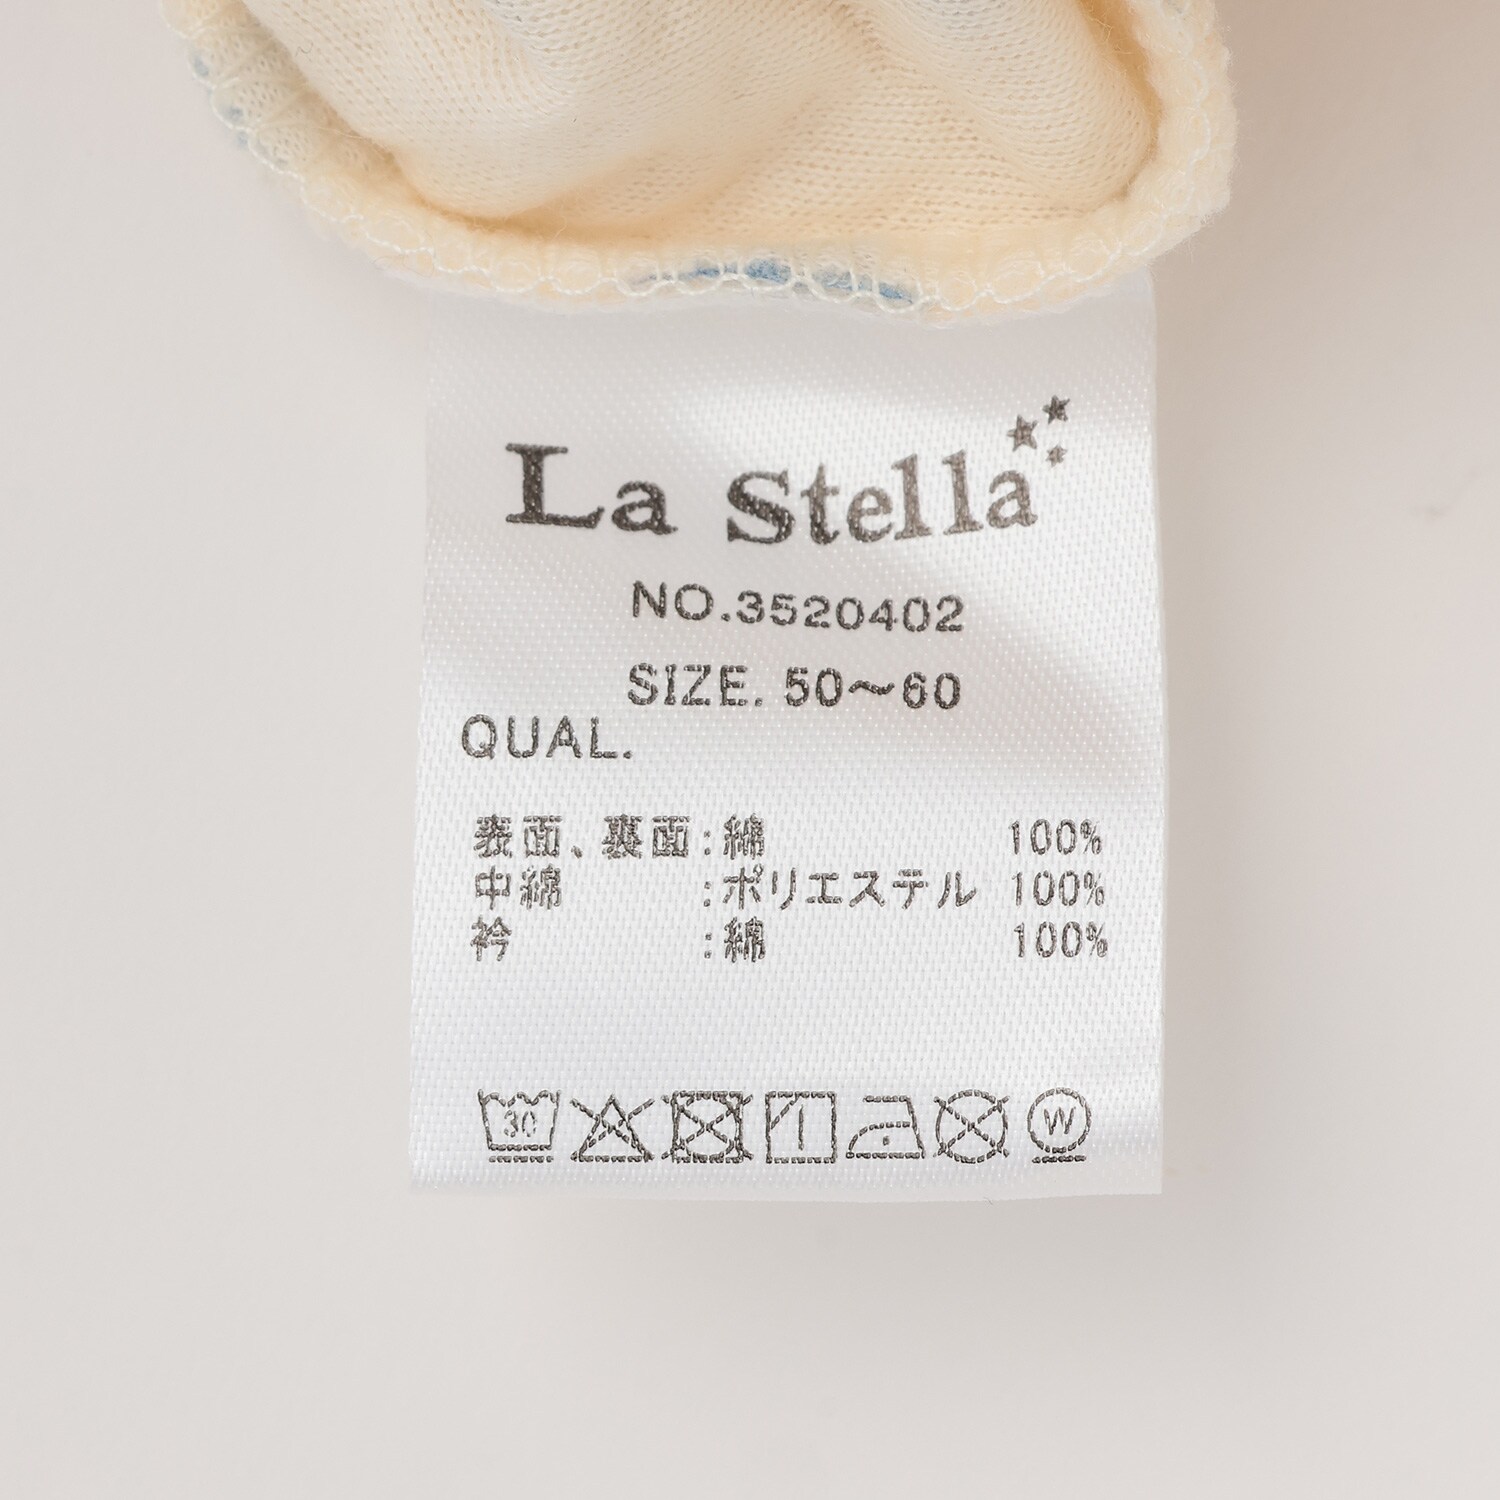 La Stella
NO.3520402
SIZE. 50～60
QUAL.
表面、裏面:綿 100%
中綿 :ポリエステル 100%
衿 :綿 100%
30 W